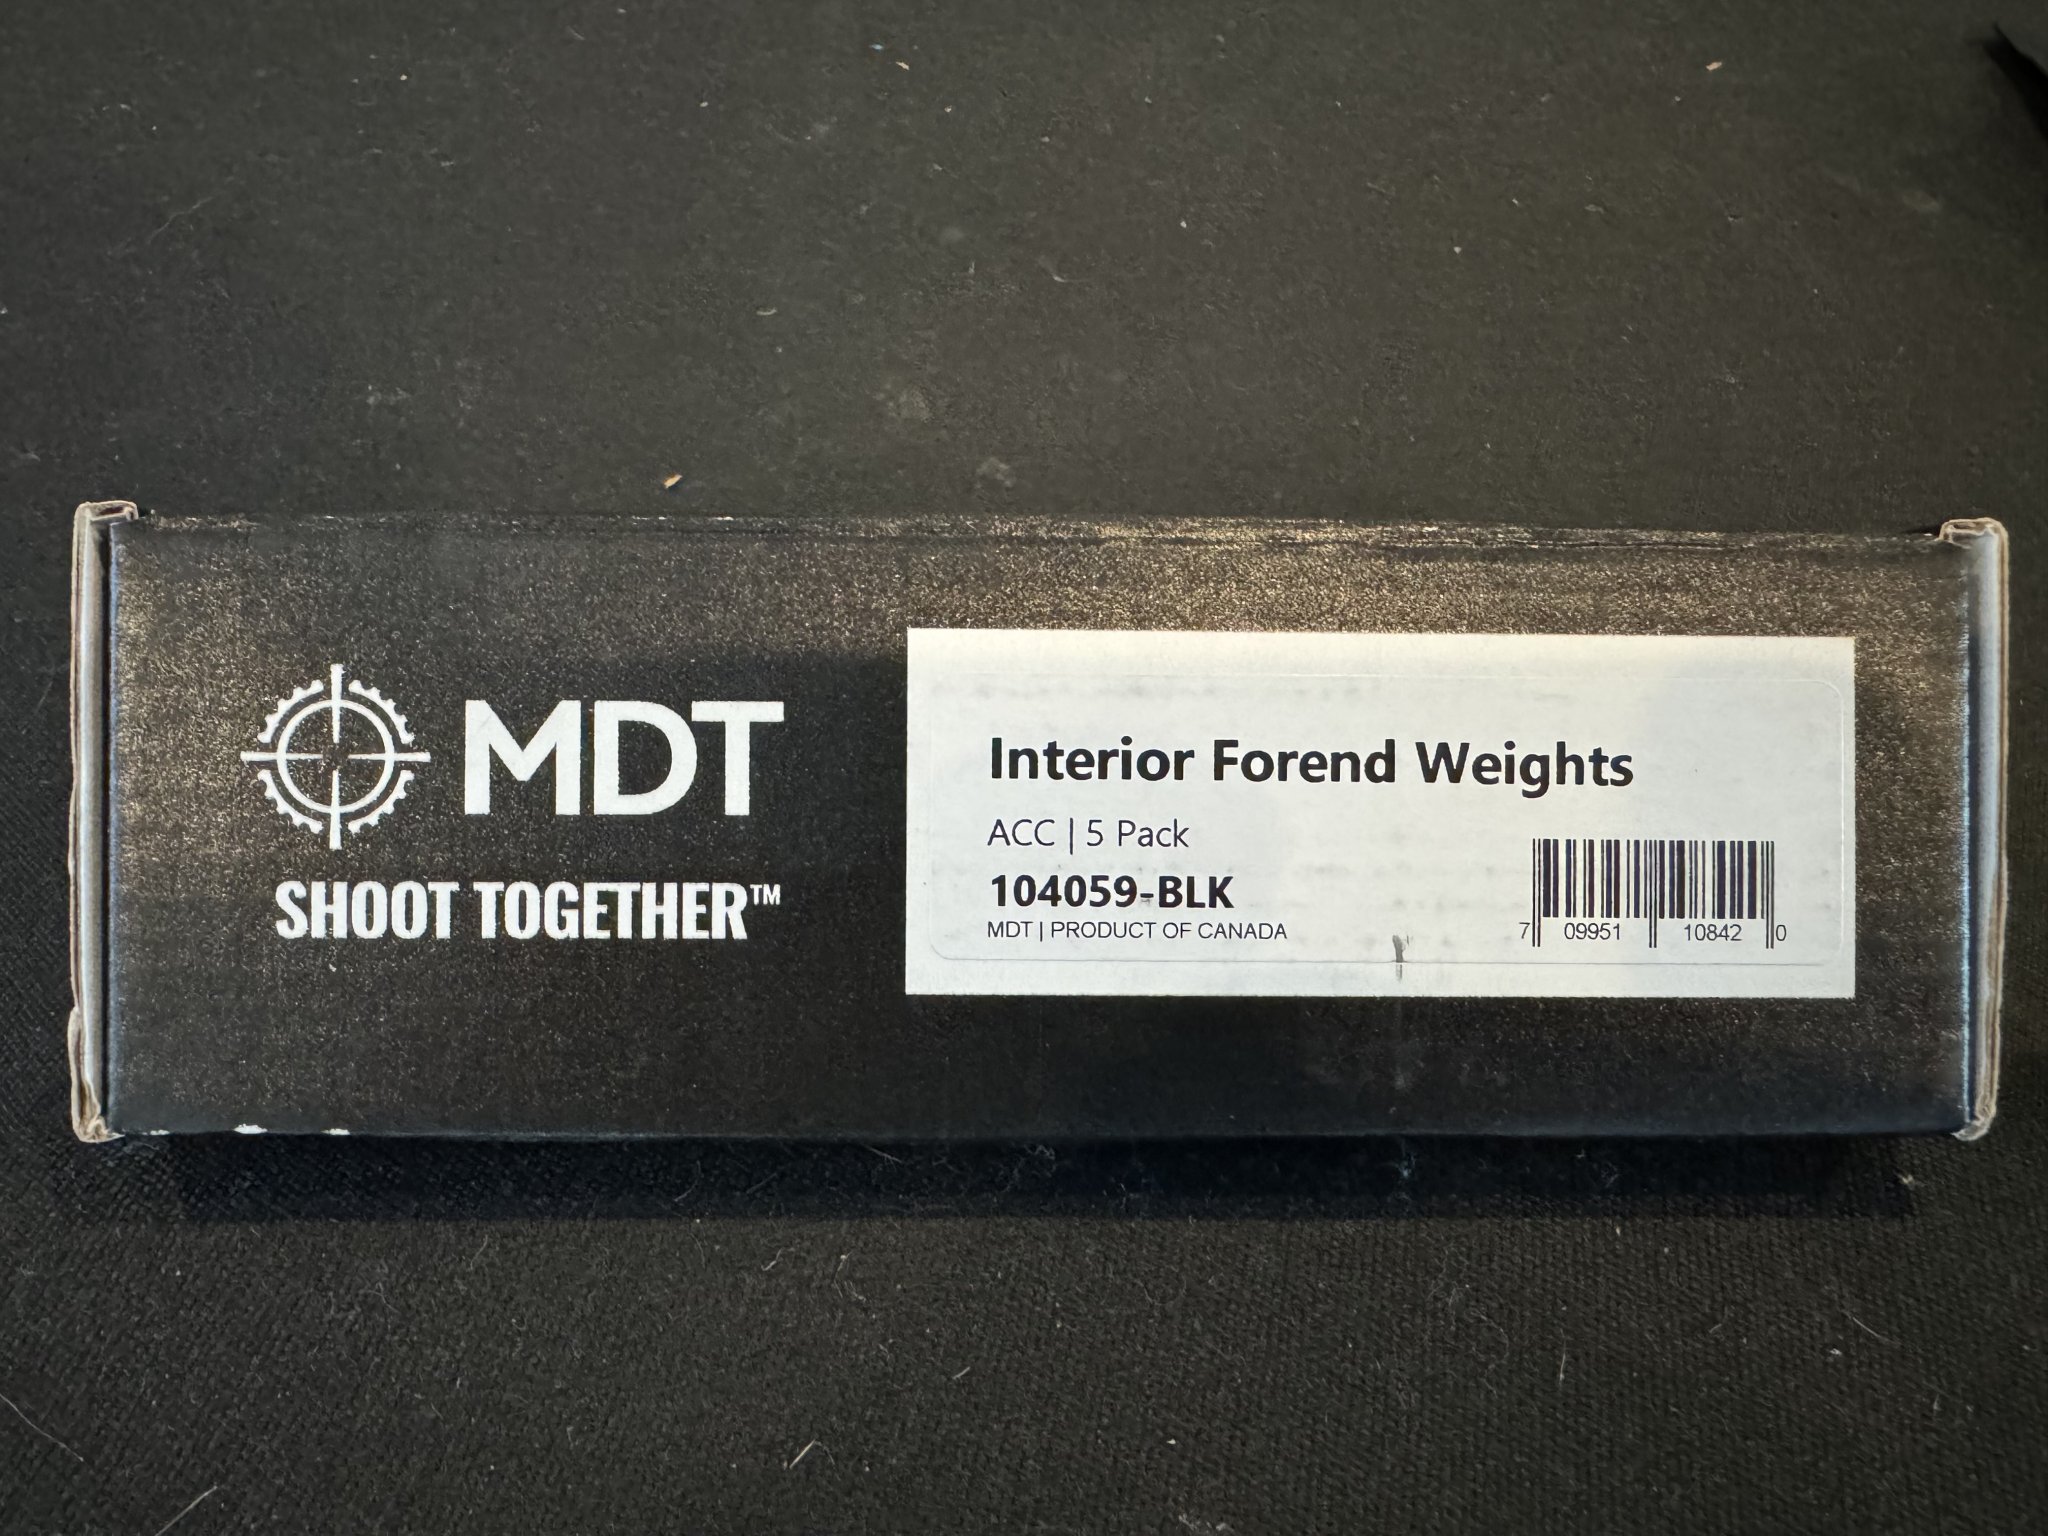 MDT
SHOOT TOGETHER™
Interior Forend Weights
ACC | 5 Pack
104059-BLK
MDT | PRODUCT OF CANADA
7 09951 10842 0